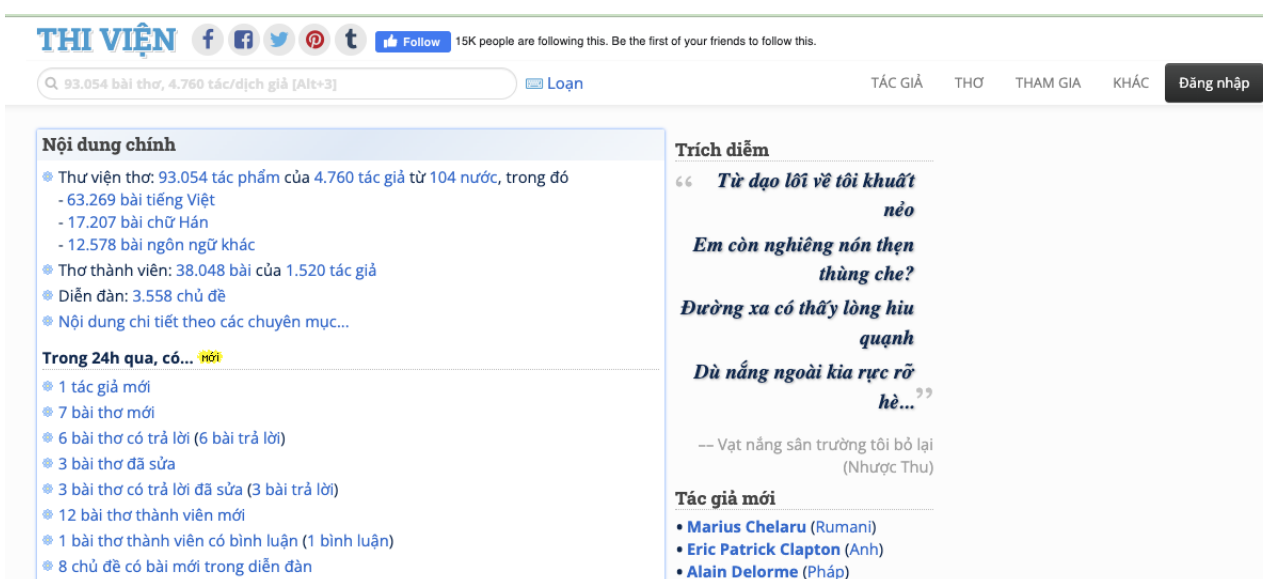 THI VIỆN
Follow 15K people are following this. Be the first of your friends to follow this.
93.054 bài thơ, 4.760 tác/dịch giả [Alt+3]
Loạn
TÁC GIẢ THƠ THAM GIA KHÁC Đăng nhập
Nội dung chính
Thư viện thơ: 93.054 tác phẩm của 4.760 tác giả từ 104 nước, trong đó
- 63.269 bài tiếng Việt
- 17.207 bài chữ Hán
- 12.578 bài ngôn ngữ khác
Thơ thành viên: 38.048 bài của 1.520 tác giả
Diễn đàn: 3.558 chủ đề
Nội dung chi tiết theo các chuyên mục...
Trong 24h qua, có... MỚI
1 tác giả mới
7 bài thơ mới
6 bài thơ có trả lời (6 bài trả lời)
3 bài thơ đã sửa
3 bài thơ có trả lời đã sửa (3 bài trả lời)
12 bài thơ thành viên mới
1 bài thơ thành viên có bình luận (1 bình luận)
8 chủ đề có bài mới trong diễn đàn
Trích diễm
“ Từ dạo lối về tôi khuất
nẻo
Em còn nghiêng nón thẹn
thùng che?
Đường xa có thấy lòng hiu
quạnh
Dù nắng ngoài kia rực rỡ
hè... ”
—— Vạt nắng sân trường tôi bỏ lại
(Nhược Thu)
Tác giả mới
• Marius Chelaru (Rumani)
• Eric Patrick Clapton (Anh)
• Alain Delorme (Pháp)